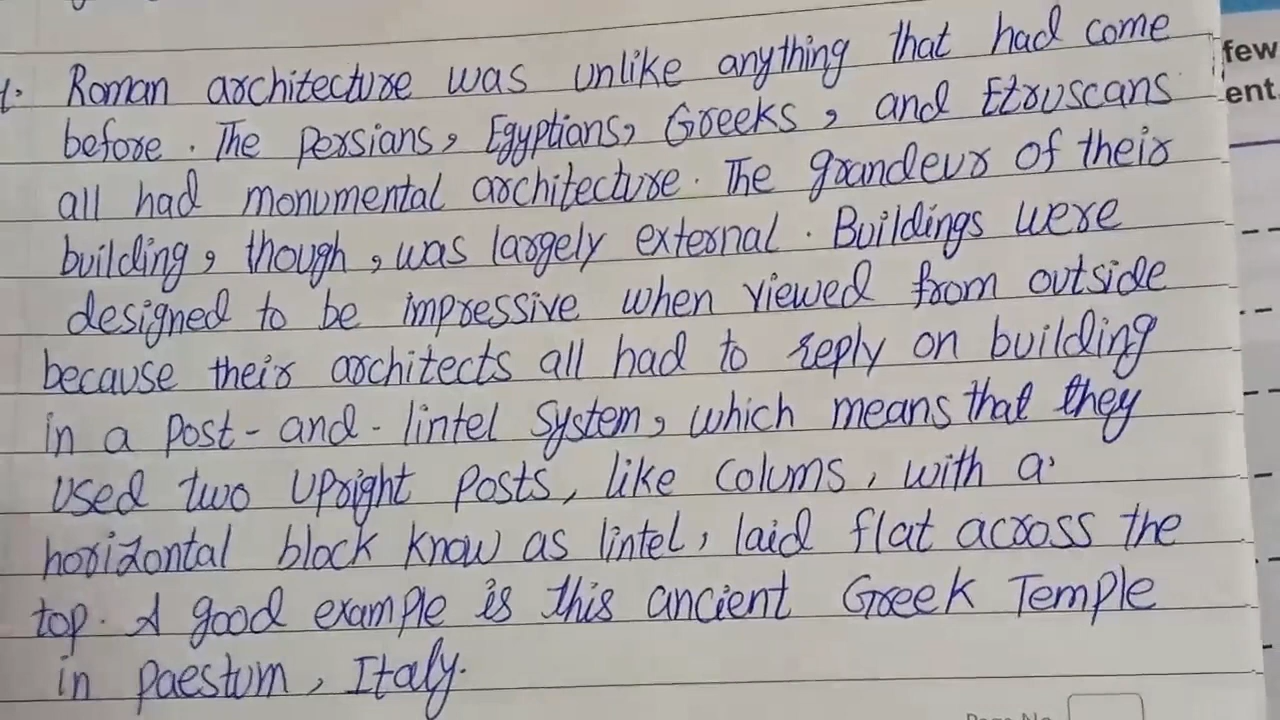 1. Roman architecture was unlike anything that had come
before. The Persians, Egyptians, Greeks, and Etruscans
all had monumental architecture. The grandeur of their
building, though, was largely external. Buildings were
designed to be impressive when viewed from outside
because their architects all had to reply on building
in a post-and-lintel system, which means that they
used two upright posts, like colums, with a
horizontal block know as lintel, laid flat across the
top. A good example is this ancient Greek Temple
in Paestum, Italy.
few
ent